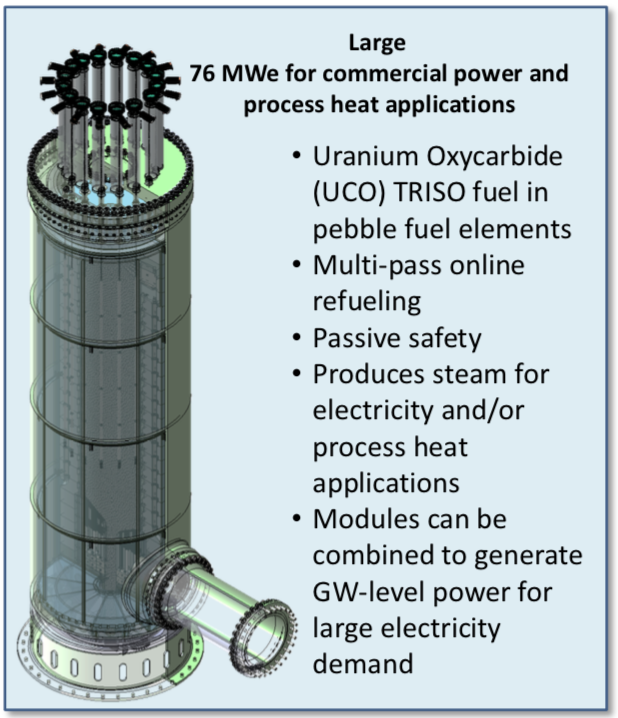 Large
76 MWe for commercial power and
process heat applications
• Uranium Oxycarbide
(UCO) TRISO fuel in
pebble fuel elements
• Multi-pass online
refueling
• Passive safety
• Produces steam for
electricity and/or
process heat
applications
• Modules can be
combined to generate
GW-level power for
large electricity
demand